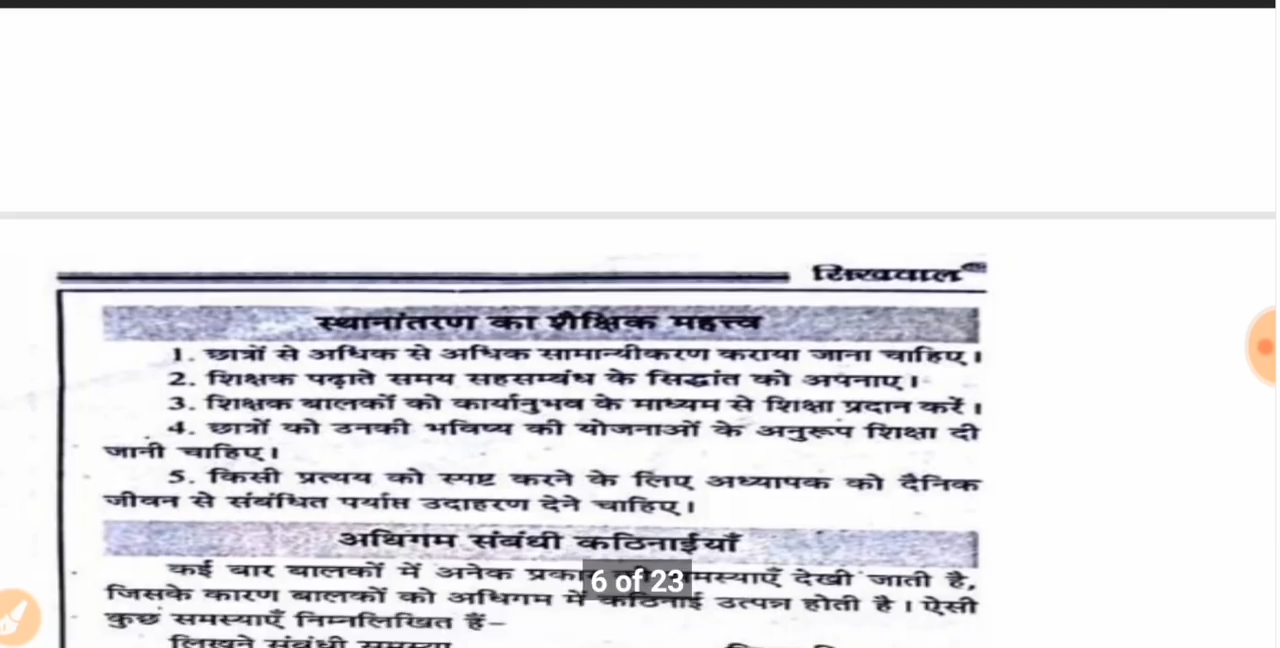 सिखवाल
स्थानांतरण का शैक्षिक महत्त्व
1. छात्रों से अधिक से अधिक सामान्यीकरण कराया जाना चाहिए।
2. शिक्षक पढ़ाते समय सहसम्बंध के सिद्धांत को अपनाए।
3. शिक्षक बालकों को कार्यानुभव के माध्यम से शिक्षा प्रदान करें।
4. छात्रों को उनकी भविष्य की योजनाओं के अनुरूप शिक्षा दी
जानी चाहिए।
5. किसी प्रत्यय को स्पष्ट करने के लिए अध्यापक को दैनिक
जीवन से संबंधित पर्याप्त उदाहरण देने चाहिए।
अधिगम संबंधी कठिनाईयाँ
कई बार बालकों में अनेक समस्याएँ देखी जाती है,
6 of 23
जिसके कारण बालकों को अधिगम में कठिनाई उत्पन्न होती है। ऐसी
कुछ समस्याएँ निम्नलिखित हैं–
लिखने संबंधी समस्या